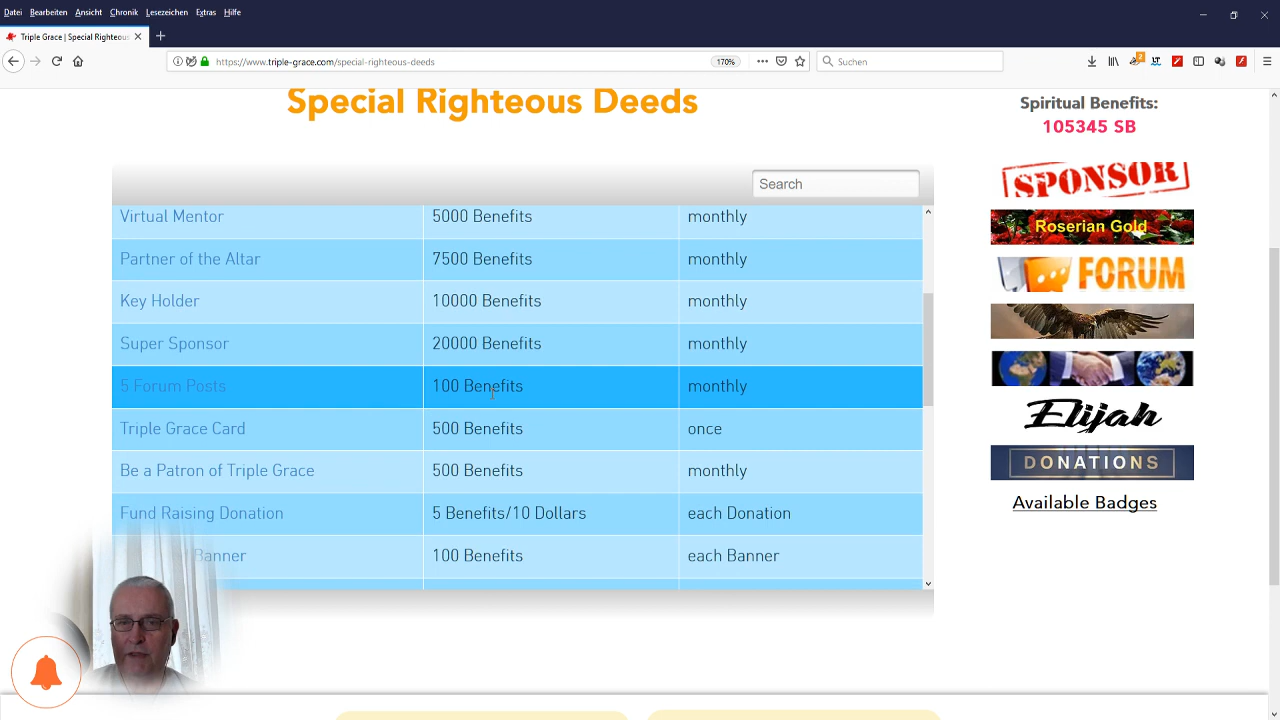 Datei Bearbeiten Ansicht Chronik Lesezeichen Extras Hilfe
Triple Grace | Special Righteous
https://www.triple-grace.com/special-righteous-deeds
170%
Suchen
2
Special Righteous Deeds
Spiritual Benefits:
105345 SB
Search
Virtual Mentor 5000 Benefits monthly
Partner of the Altar 7500 Benefits monthly
Key Holder 10000 Benefits monthly
Super Sponsor 20000 Benefits monthly
5 Forum Posts 100 Benefits monthly
Triple Grace Card 500 Benefits once
Be a Patron of Triple Grace 500 Benefits monthly
Fund Raising Donation 5 Benefits/10 Dollars each Donation
Banner 100 Benefits each Banner
SPONSOR
Roserian Gold
FORUM
Elijah
DONATIONS
Available Badges